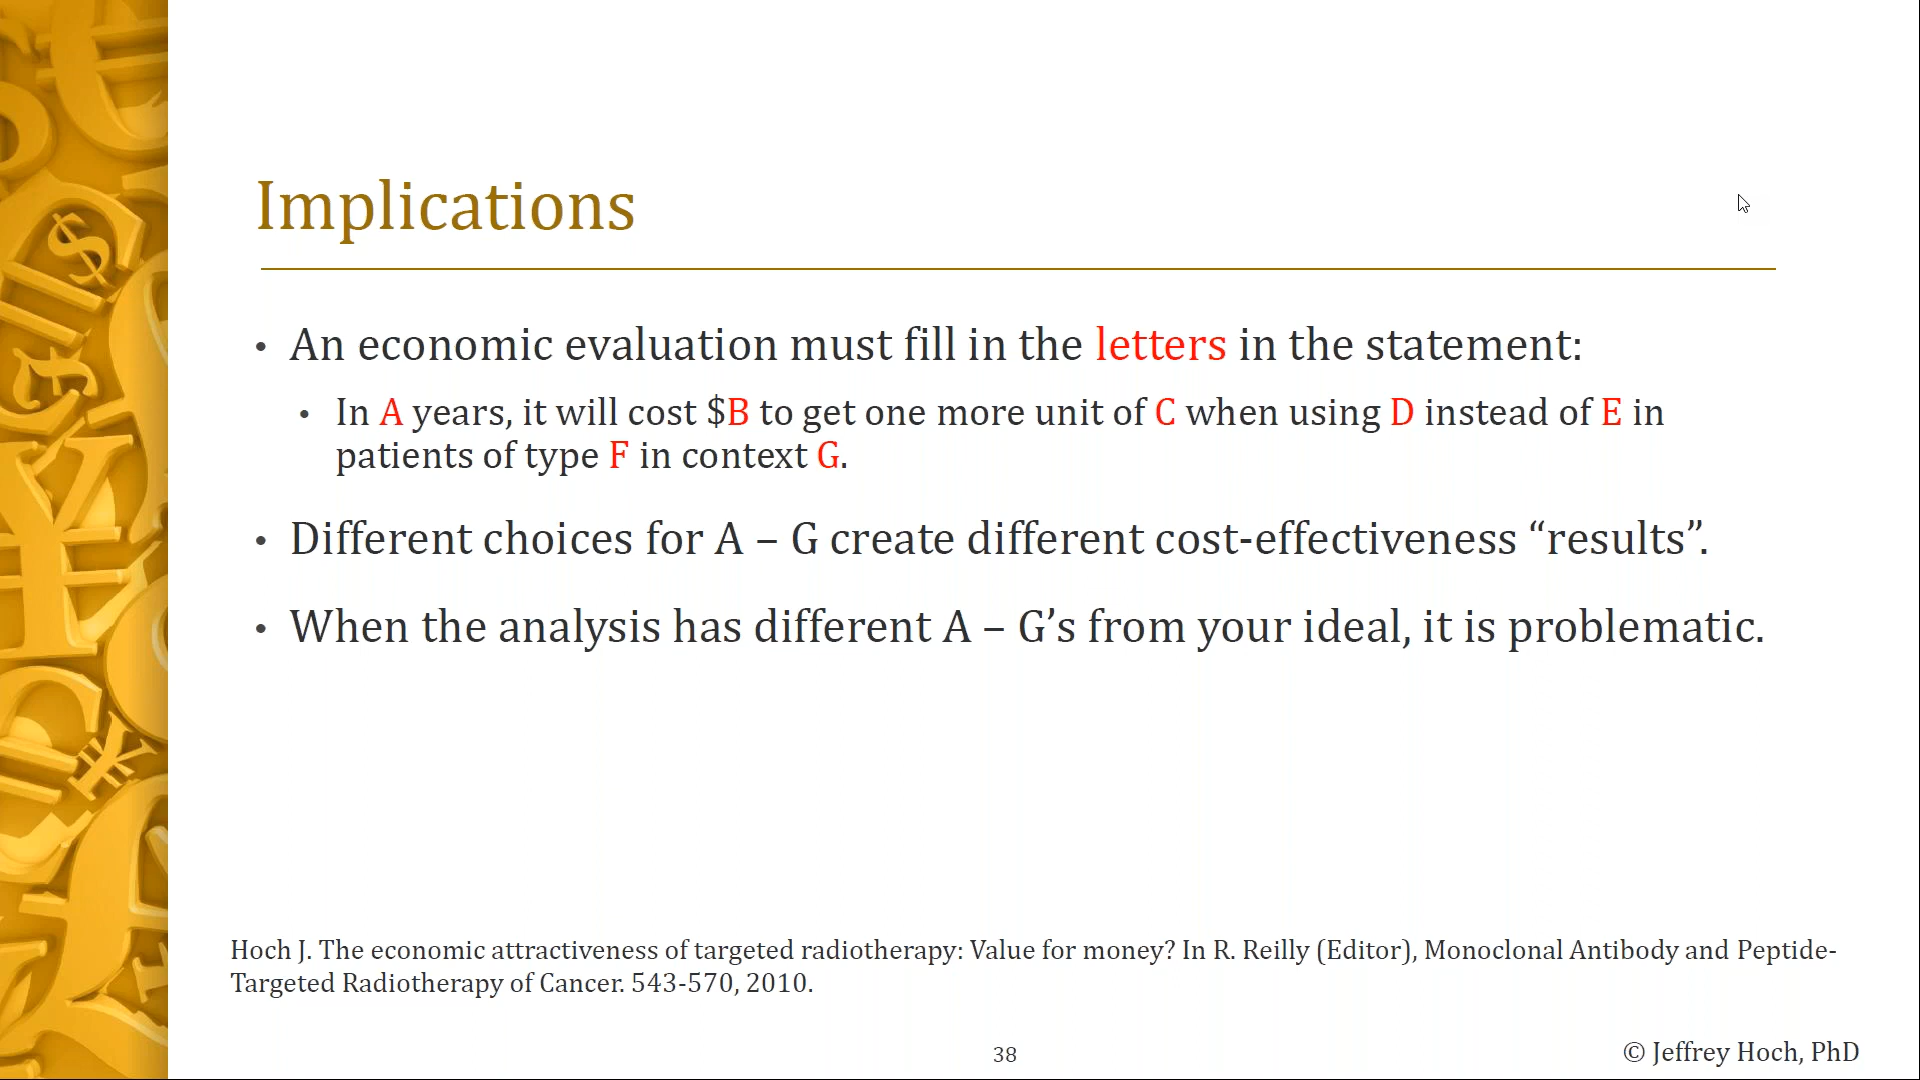 Implications
• An economic evaluation must fill in the letters in the statement:
• In A years, it will cost $B to get one more unit of C when using D instead of E in
patients of type F in context G.
• Different choices for A – G create different cost-effectiveness “results”.
• When the analysis has different A – G’s from your ideal, it is problematic.
Hoch J. The economic attractiveness of targeted radiotherapy: Value for money? In R. Reilly (Editor), Monoclonal Antibody and Peptide-
Targeted Radiotherapy of Cancer. 543-570, 2010.
38
© Jeffrey Hoch, PhD